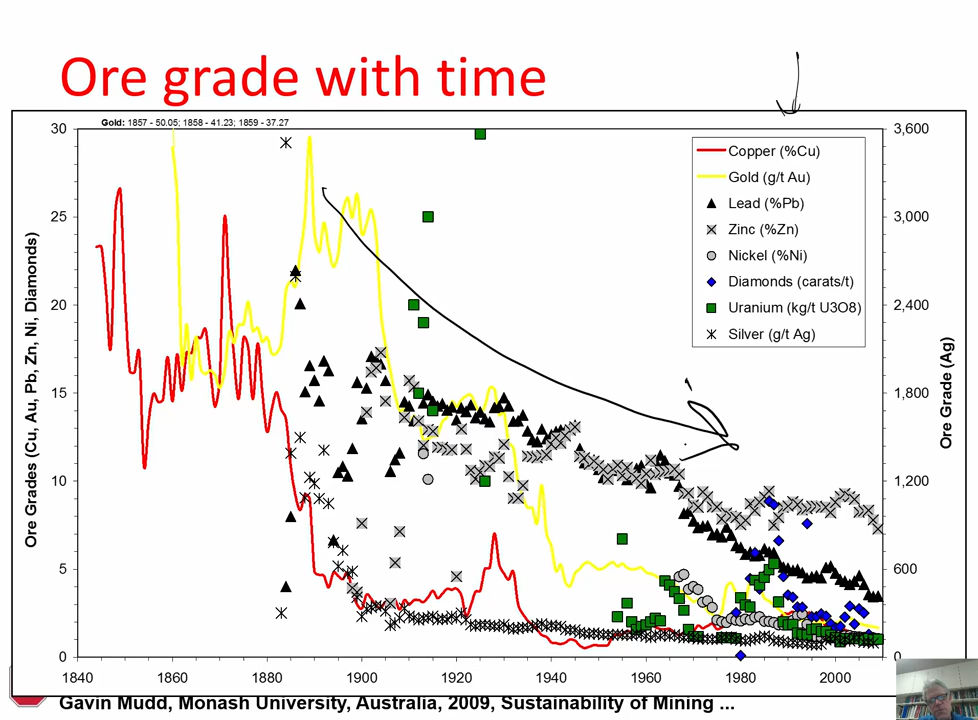 Ore grade with time
Gold: 1857 - 50.05; 1858 - 41.23; 1859 - 37.27
30
25
20
15
10
5
0
Ore Grades (Cu, Au, Pb, Zn, Ni, Diamonds)
3,600
3,000
2,400
1,800
1,200
600
0
Ore Grade (Ag)
Copper (%Cu)
Gold (g/t Au)
Lead (%Pb)
Zinc (%Zn)
Nickel (%Ni)
Diamonds (carats/t)
Uranium (kg/t U3O8)
Silver (g/t Ag)
1840 1860 1880 1900 1920 1940 1960 1980 2000
Gavin Mudd, Monash University, Australia, 2009, Sustainability of Mining ...